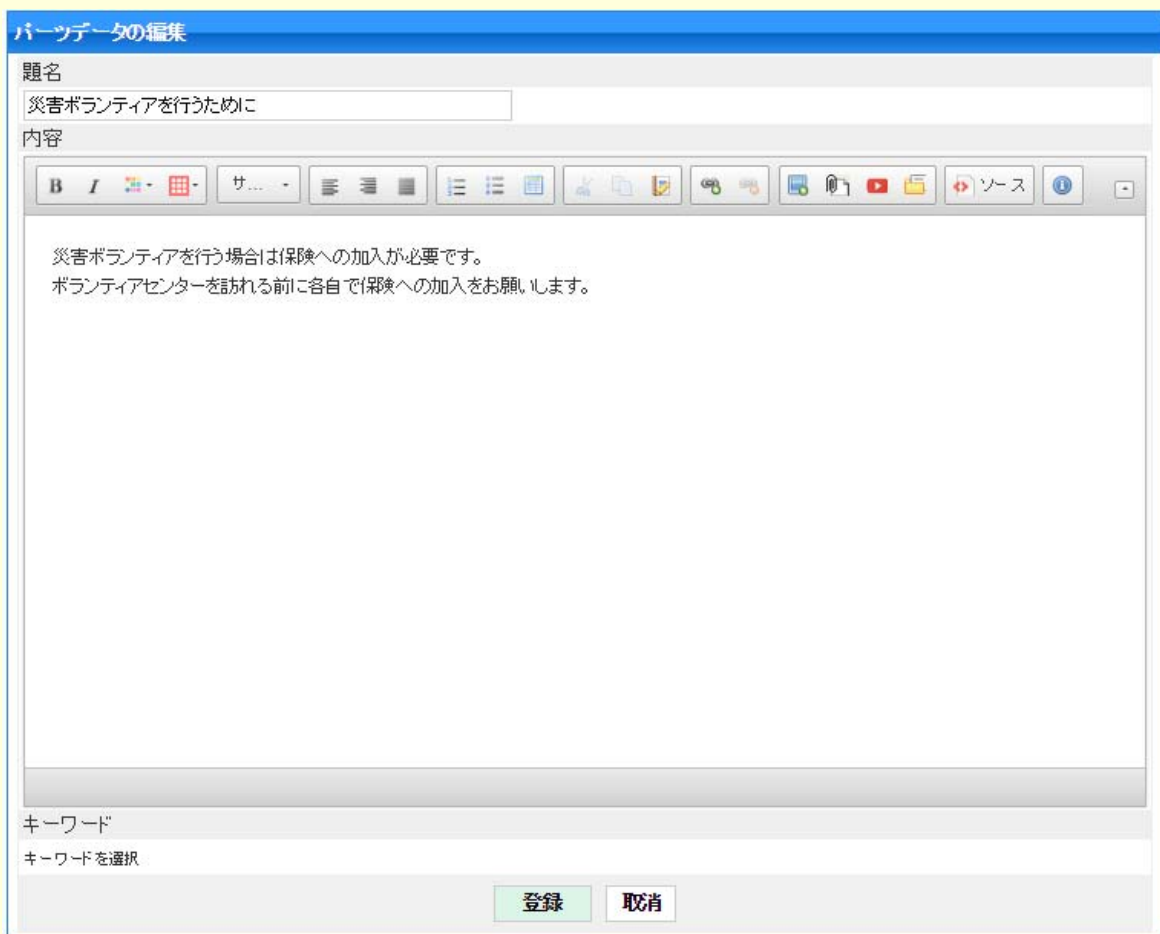 パーツデータの編集
題名
災害ボランティアを行うために
内容
B I サ... ソース
災害ボランティアを行う場合は保険への加入が必要です。
ボランティアセンターを訪れる前に各自で保険への加入をお願いします。
キーワード
キーワードを選択
登録 取消